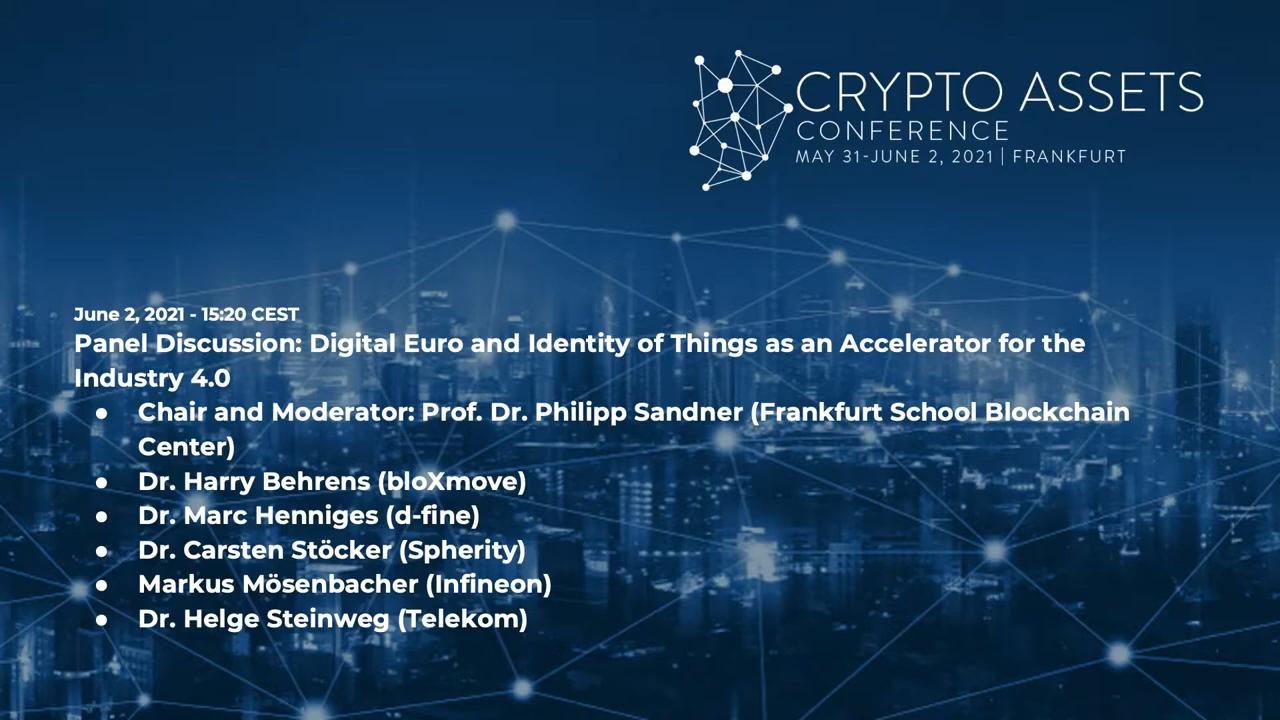 CRYPTO ASSETS
CONFERENCE
MAY 31-JUNE 2, 2021 | FRANKFURT
June 2, 2021 - 15:20 CEST
Panel Discussion: Digital Euro and Identity of Things as an Accelerator for the
Industry 4.0
● Chair and Moderator: Prof. Dr. Philipp Sandner (Frankfurt School Blockchain
Center)
● Dr. Harry Behrens (bloXmove)
● Dr. Marc Henniges (d-fine)
● Dr. Carsten Stöcker (Spherity)
● Markus Mösenbacher (Infineon)
● Dr. Helge Steinweg (Telekom)